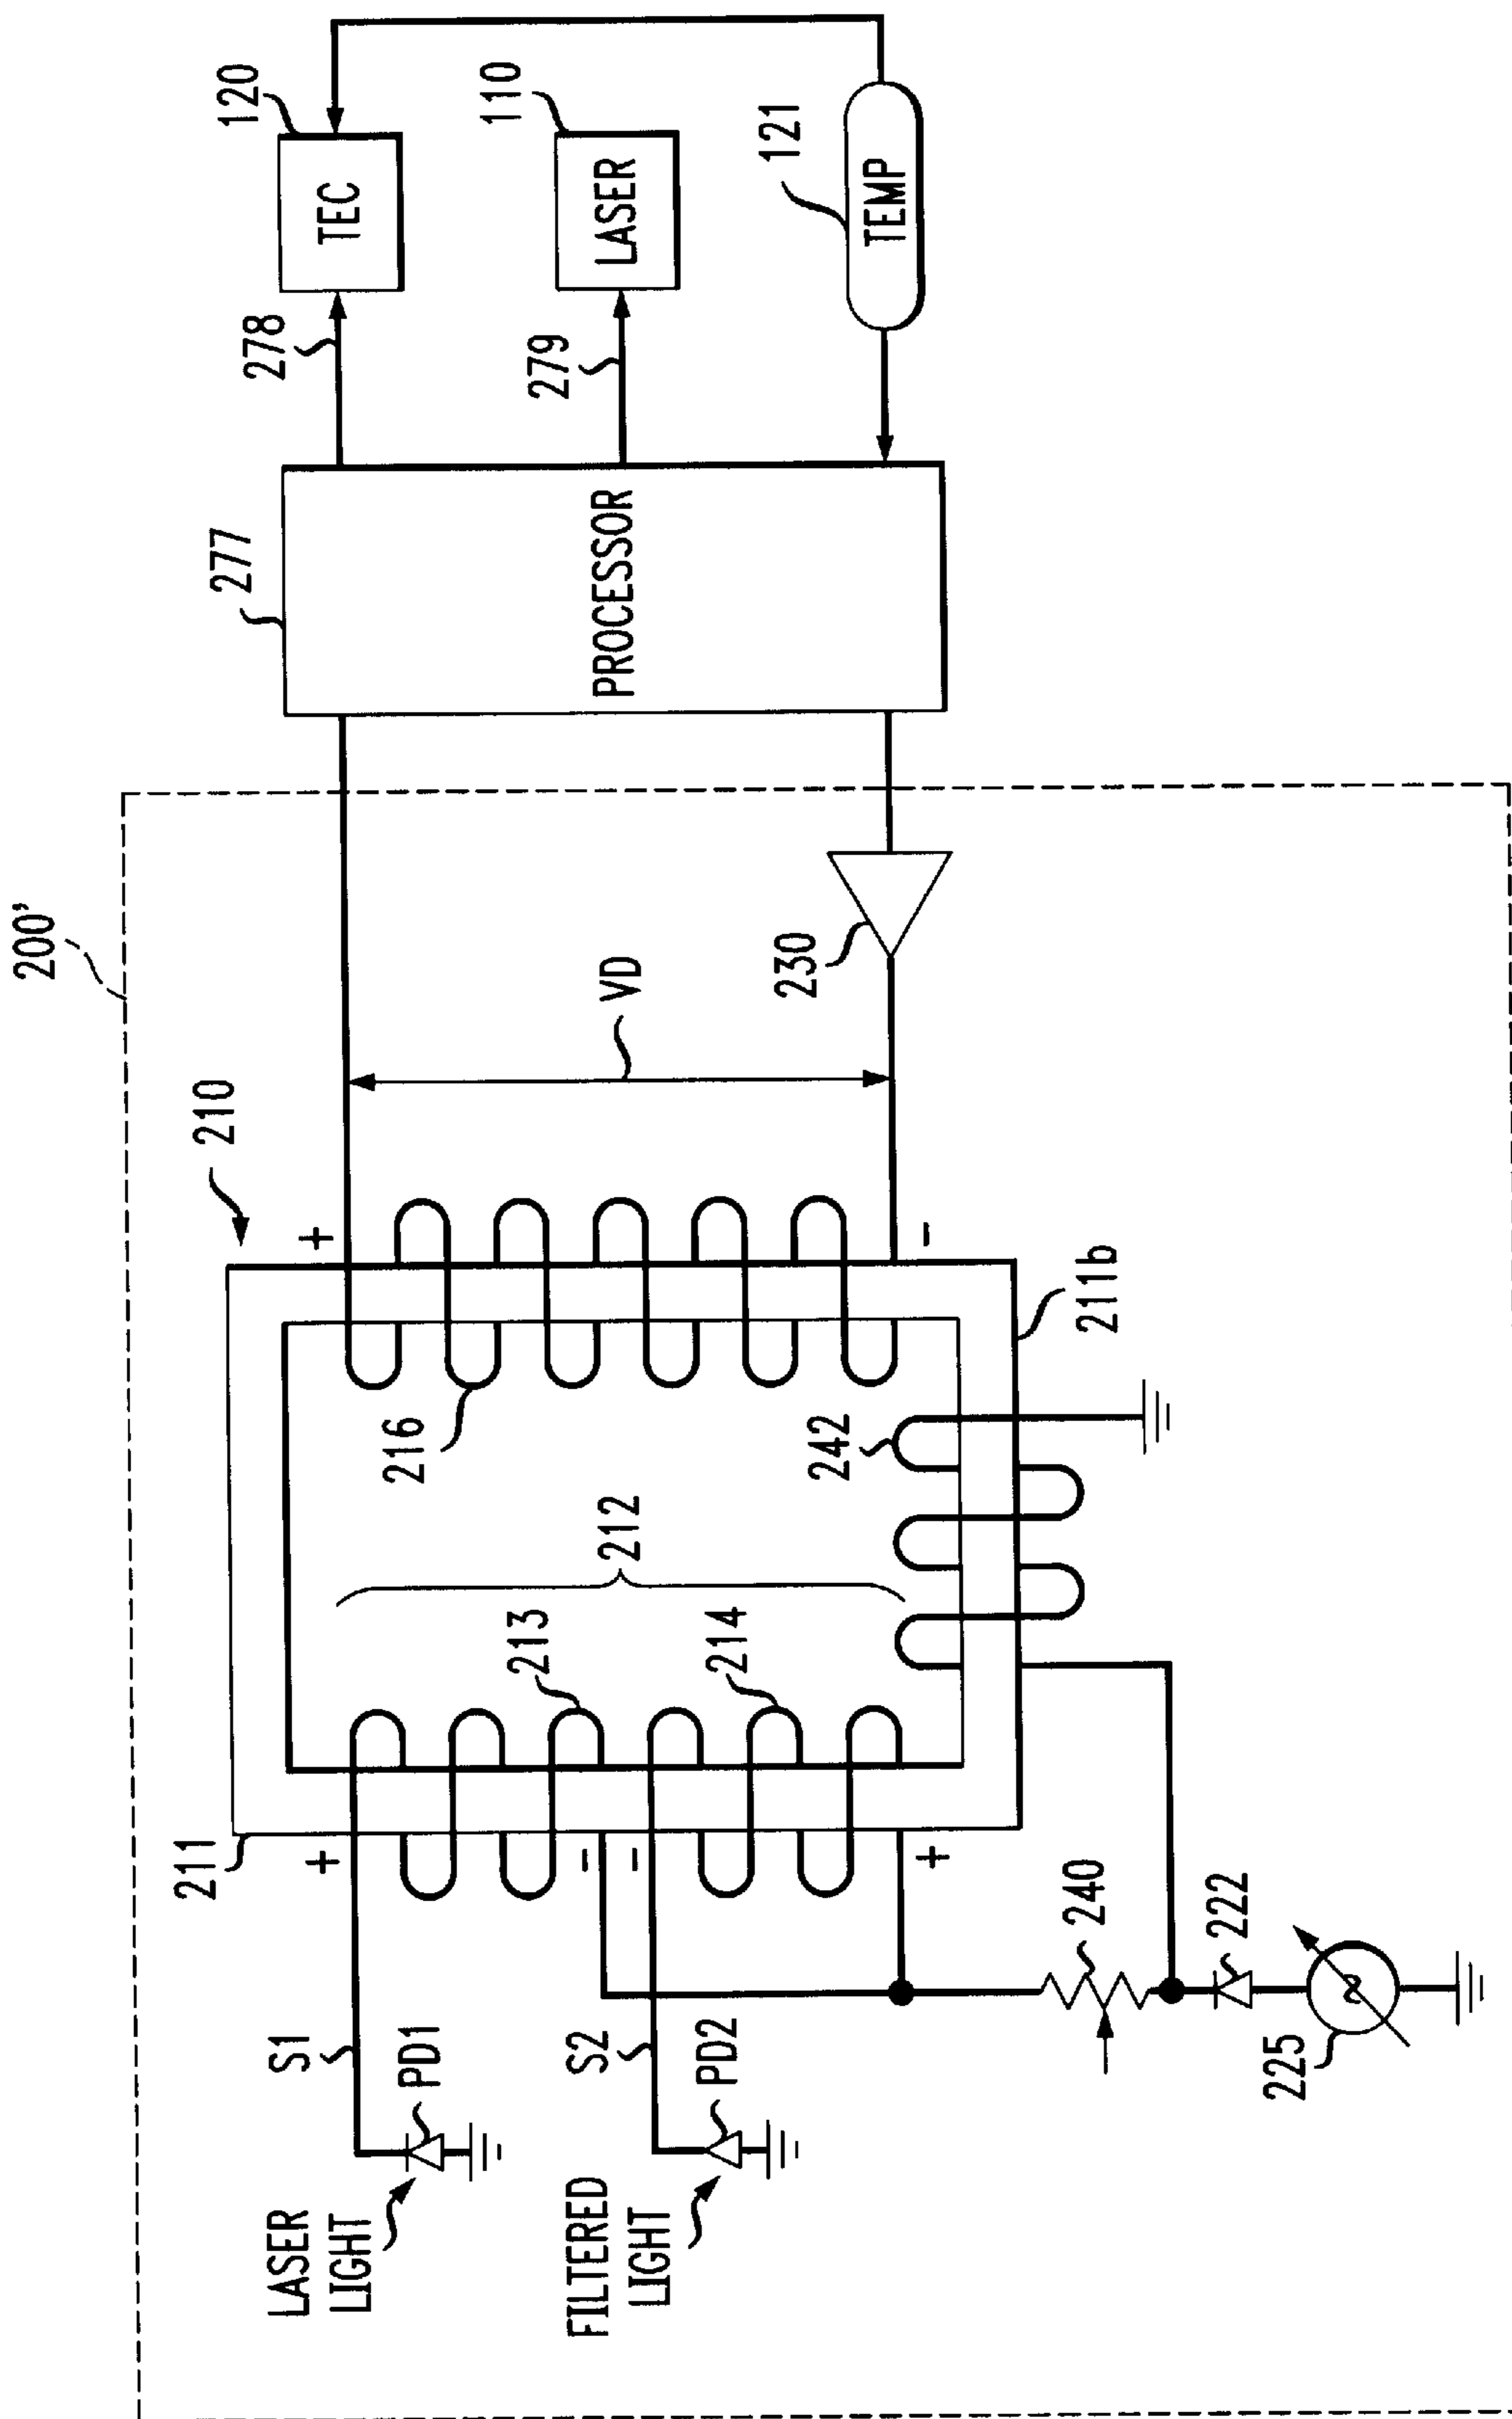 200'
210
211
+
S1
LASER
LIGHT
PD1
213
-
-
S2
FILTERED
LIGHT
PD2
214
+
212
216
+
-
VD
230
242
211b
240
222
225
277
PROCESSOR
278
TEC
120
279
LASER
110
TEMP
121